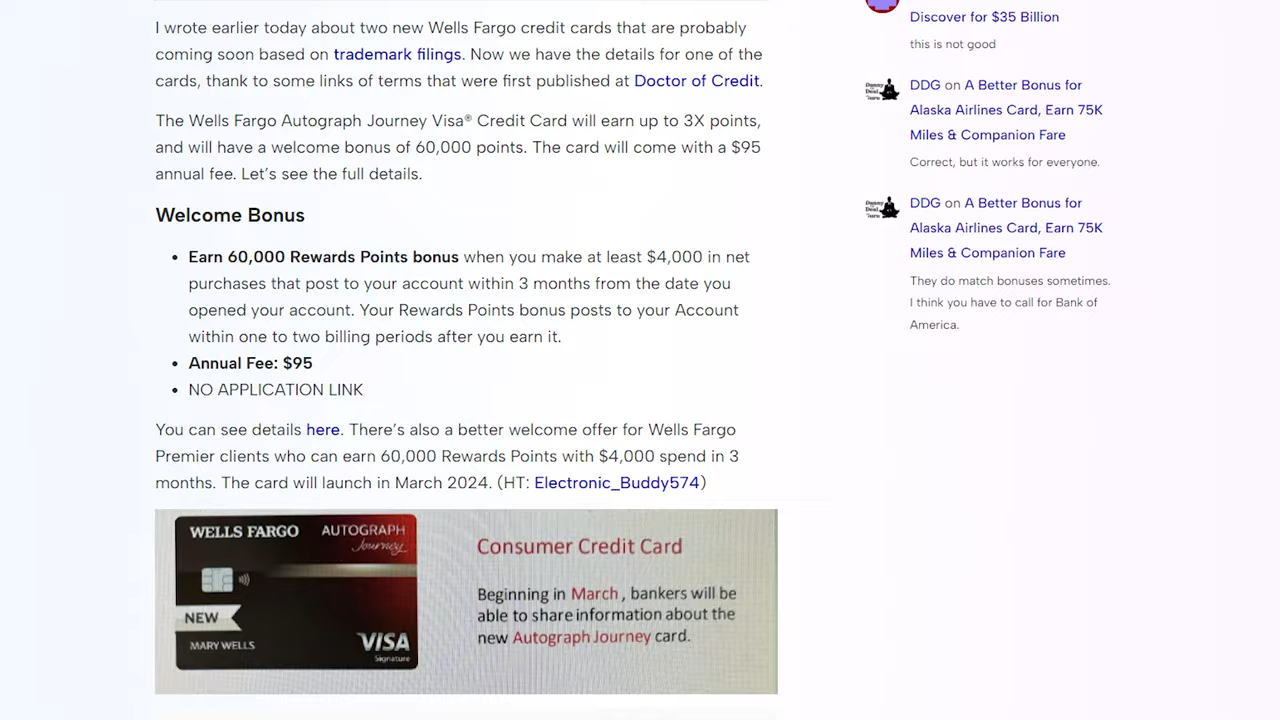 I wrote earlier today about two new Wells Fargo credit cards that are probably
coming soon based on trademark filings. Now we have the details for one of the
cards, thank to some links of terms that were first published at Doctor of Credit.
The Wells Fargo Autograph Journey Visa® Credit Card will earn up to 3X points,
and will have a welcome bonus of 60,000 points. The card will come with a $95
annual fee. Let's see the full details.
Welcome Bonus
• Earn 60,000 Rewards Points bonus when you make at least $4,000 in net
purchases that post to your account within 3 months from the date you
opened your account. Your Rewards Points bonus posts to your Account
within one to two billing periods after you earn it.
• Annual Fee: $95
• NO APPLICATION LINK
You can see details here. There's also a better welcome offer for Wells Fargo
Premier clients who can earn 60,000 Rewards Points with $4,000 spend in 3
months. The card will launch in March 2024. (HT: Electronic_Buddy574)
WELLS FARGO
AUTOGRAPH
Journey
NEW
MARY WELLS
VISA
Signature
Consumer Credit Card
Beginning in March, bankers will be
able to share information about the
new Autograph Journey card.
Discover for $35 Billion
this is not good
Danny
the
Deal
Guru
DDG on A Better Bonus for
Alaska Airlines Card, Earn 75K
Miles & Companion Fare
Correct, but it works for everyone.
Danny
the
Deal
Guru
DDG on A Better Bonus for
Alaska Airlines Card, Earn 75K
Miles & Companion Fare
They do match bonuses sometimes.
I think you have to call for Bank of
America.